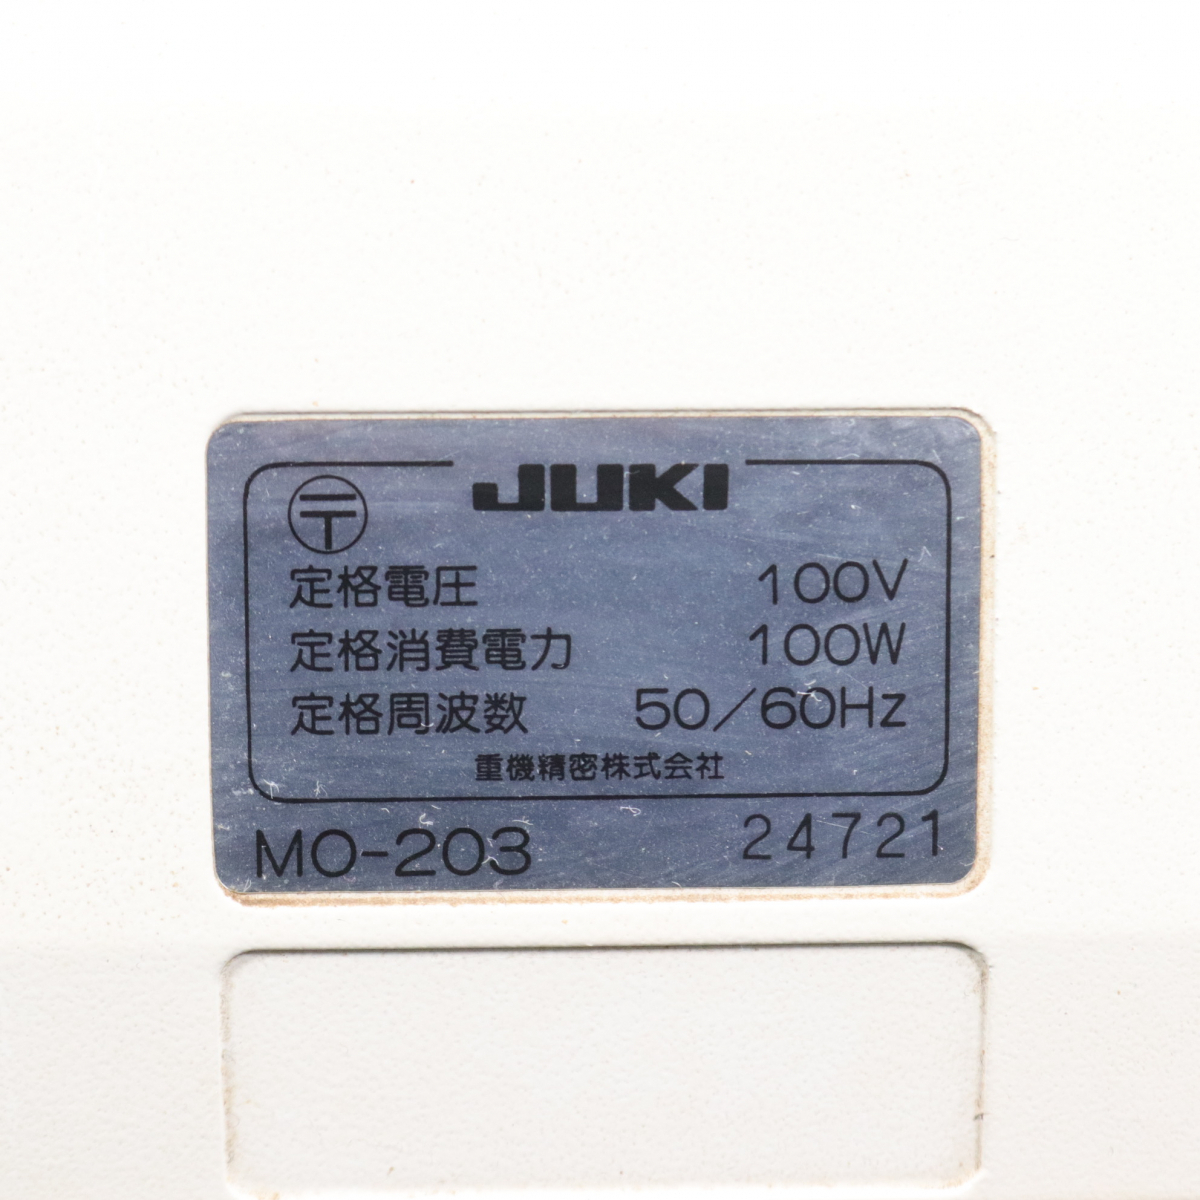 JUKI
〒
定格電圧 100V
定格消費電力 100W
定格周波数 50/60Hz
重機精密株式会社
MO-203 24721